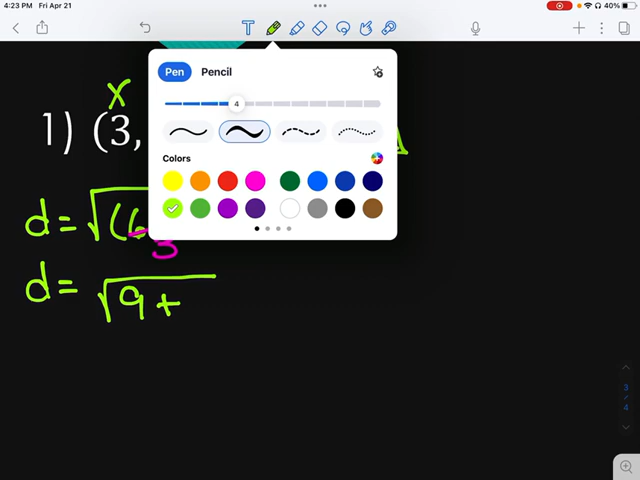 4:23 PM Fri Apr 21
40%
T
Pen Pencil
4
Colors
x
1) (3,
d = √(6
3
d = √9 +
3
/
4